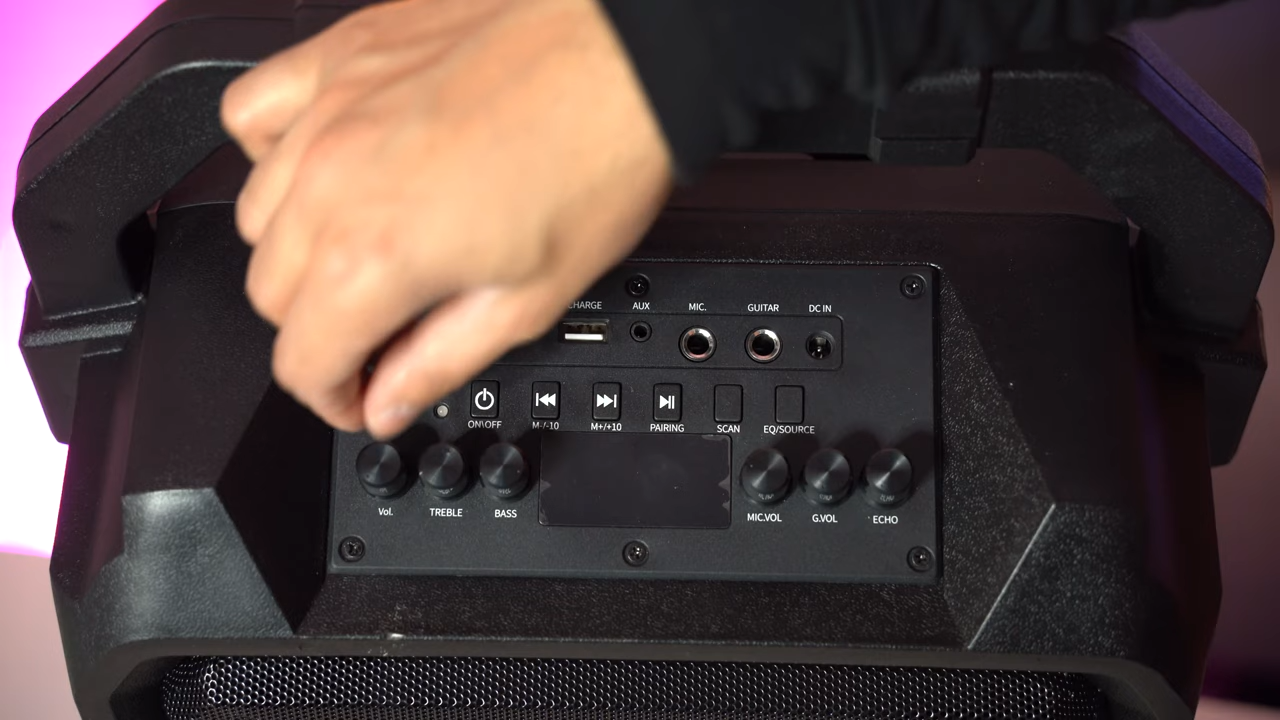 CHARGE AUX MIC. GUITAR DC IN
ON\OFF M-/-10 M+/+10 PAIRING SCAN EQ/SOURCE
Vol. TREBLE BASS MIC.VOL G.VOL ECHO